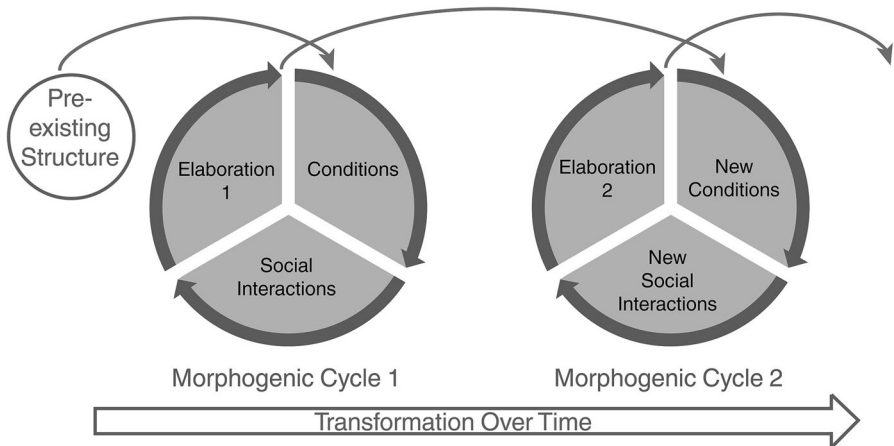 Pre-
existing
Structure
Elaboration
1
Conditions
Social
Interactions
Elaboration
2
New
Conditions
New
Social
Interactions
Morphogenic Cycle 1
Morphogenic Cycle 2
Transformation Over Time